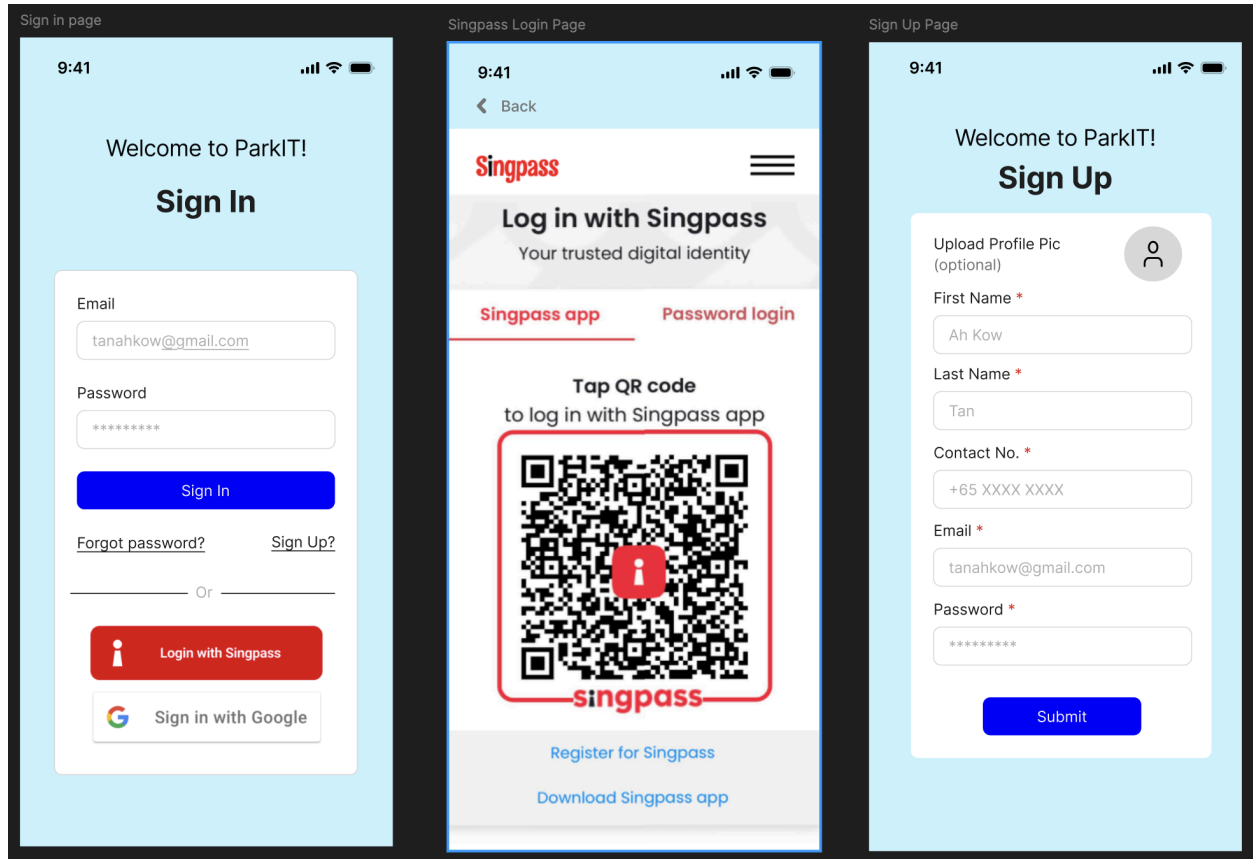 Sign in page
9:41
Welcome to ParkIT!
Sign In
Email
tanahkow@gmail.com
Password
*********
Sign In
Forgot password? Sign Up?
Or
Login with Singpass
Sign in with Google
Singpass Login Page
9:41
Back
Singpass
Log in with Singpass
Your trusted digital identity
Singpass app Password login
Tap QR code
to log in with Singpass app
singpass
Register for Singpass
Download Singpass app
Sign Up Page
9:41
Welcome to ParkIT!
Sign Up
Upload Profile Pic
(optional)
First Name *
Ah Kow
Last Name *
Tan
Contact No. *
+65 XXXX XXXX
Email *
tanahkow@gmail.com
Password *
*********
Submit